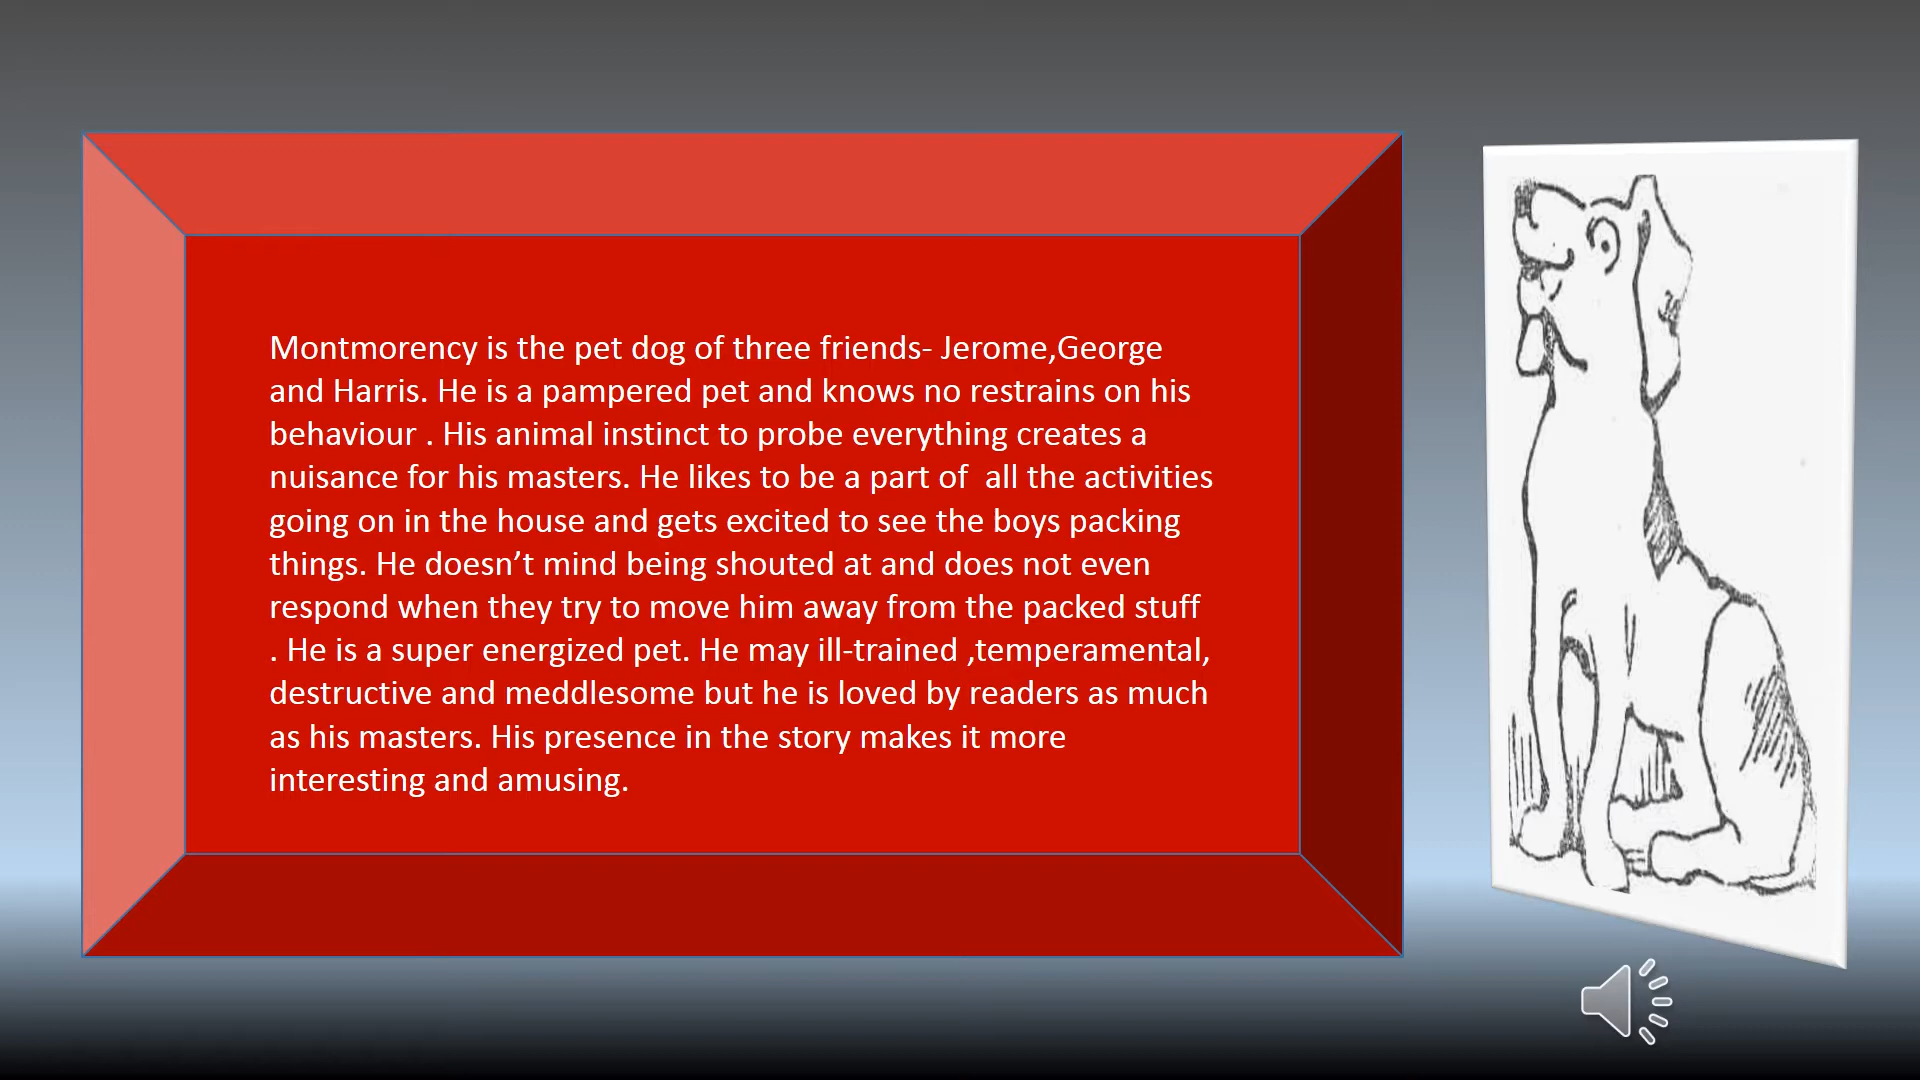 Montmorency is the pet dog of three friends- Jerome,George
and Harris. He is a pampered pet and knows no restrains on his
behaviour . His animal instinct to probe everything creates a
nuisance for his masters. He likes to be a part of  all the activities
going on in the house and gets excited to see the boys packing
things. He doesn’t mind being shouted at and does not even
respond when they try to move him away from the packed stuff
. He is a super energized pet. He may ill-trained ,temperamental,
destructive and meddlesome but he is loved by readers as much
as his masters. His presence in the story makes it more
interesting and amusing.